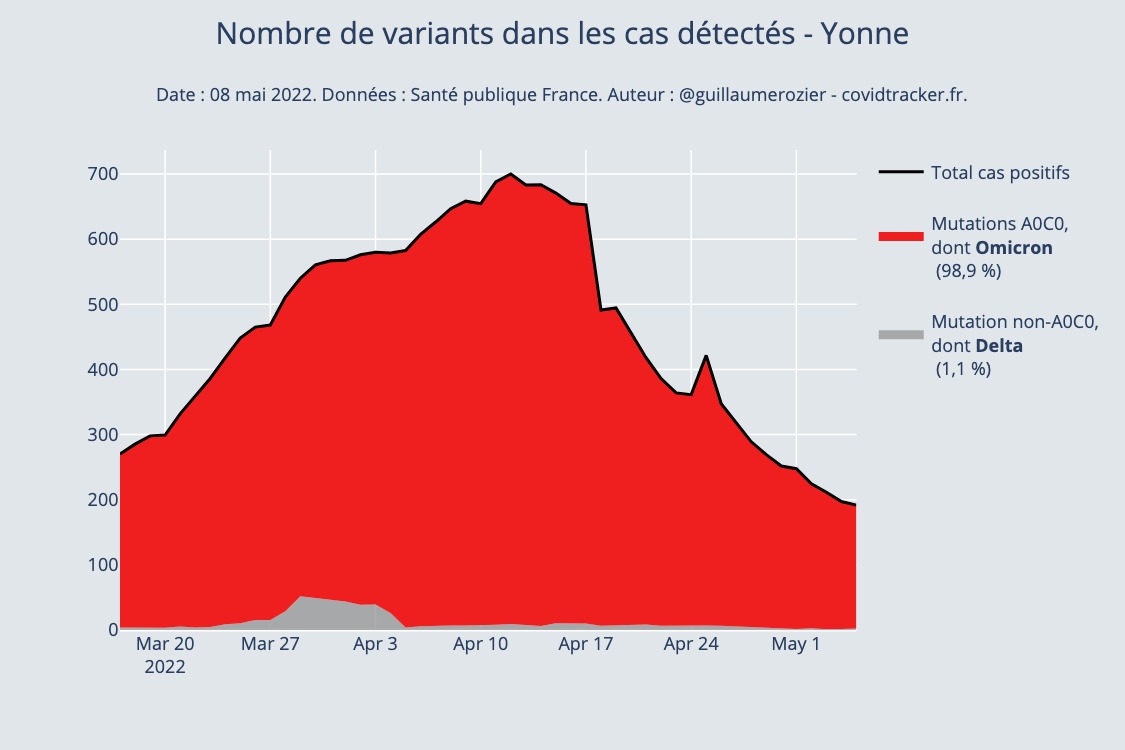 Nombre de variants dans les cas détectés - Yonne
Date : 08 mai 2022. Données : Santé publique France. Auteur : @guillaumerozier - covidtracker.fr.
700
600
500
400
300
200
100
0
Mar 20
2022
Mar 27
Apr 3
Apr 10
Apr 17
Apr 24
May 1
Total cas positifs
Mutations A0C0,
dont Omicron
(98,9 %)
Mutation non-A0C0,
dont Delta
(1,1 %)